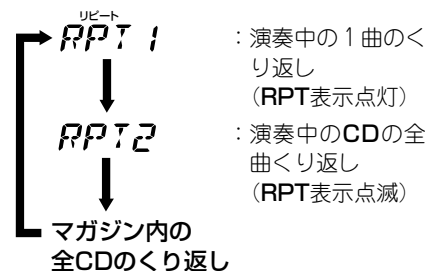 リピート
RPT 1
：演奏中の1曲のく
り返し
（RPT表示点灯）
RPT2
：演奏中のCDの全
曲くり返し
（RPT表示点滅）
マガジン内の
全CDのくり返し